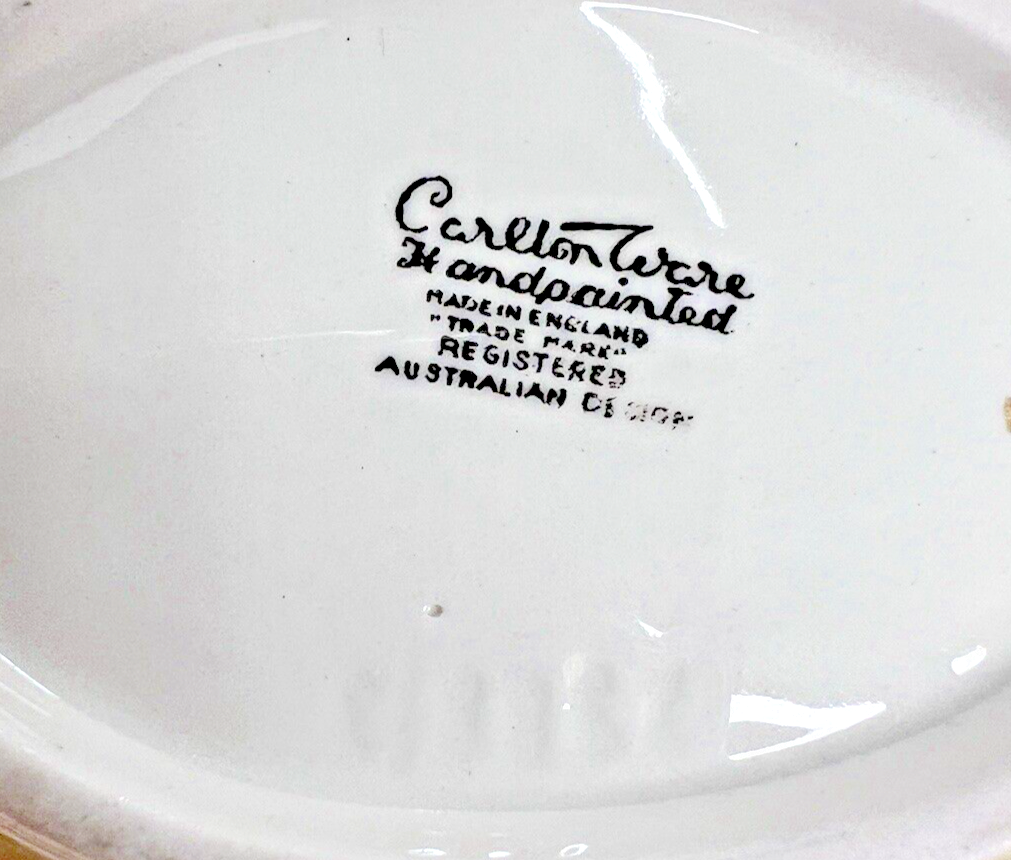 Carlton Ware
Handpainted
MADE IN ENGLAND
"TRADE MARK"
REGISTERED
AUSTRALIAN DESIGN